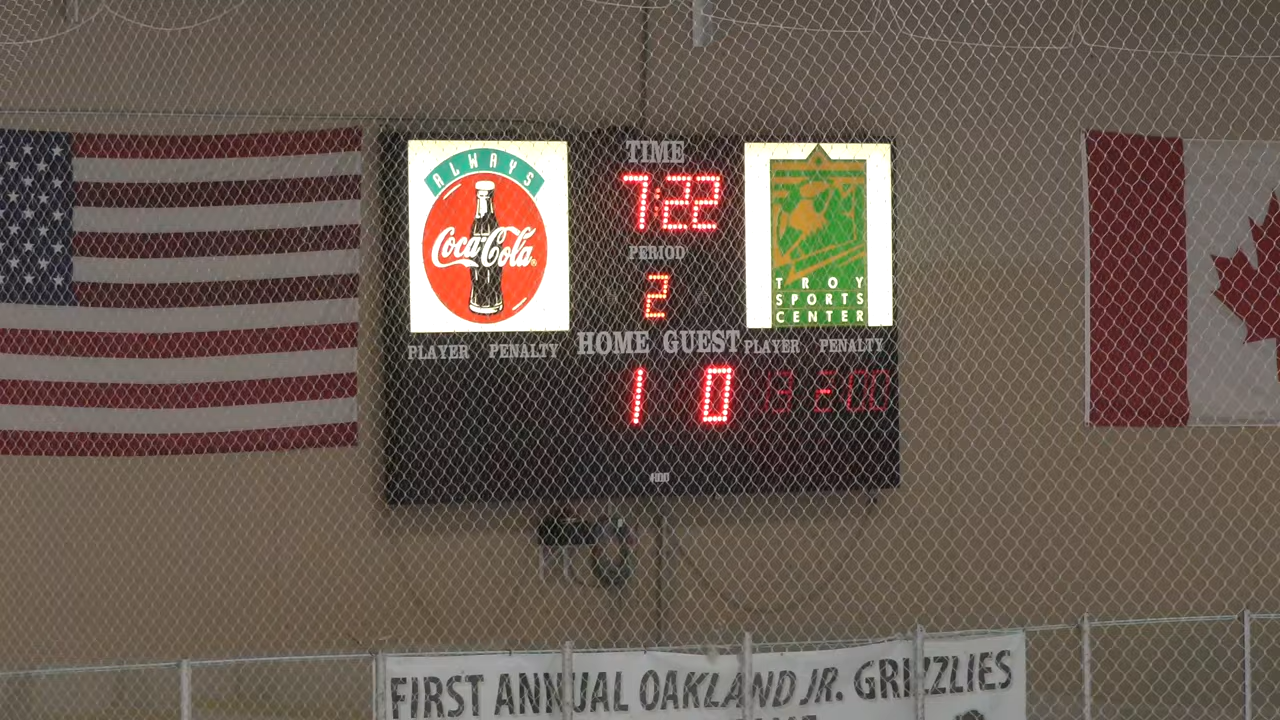 ALWAYS
Coca-Cola
TIME
7:22
PERIOD
2
TROY
SPORTS
CENTER
HOME GUEST
PLAYER PENALTY
PLAYER PENALTY
1 0
13 2:00
FIRST ANNUAL OAKLAND JR. GRIZZLIES